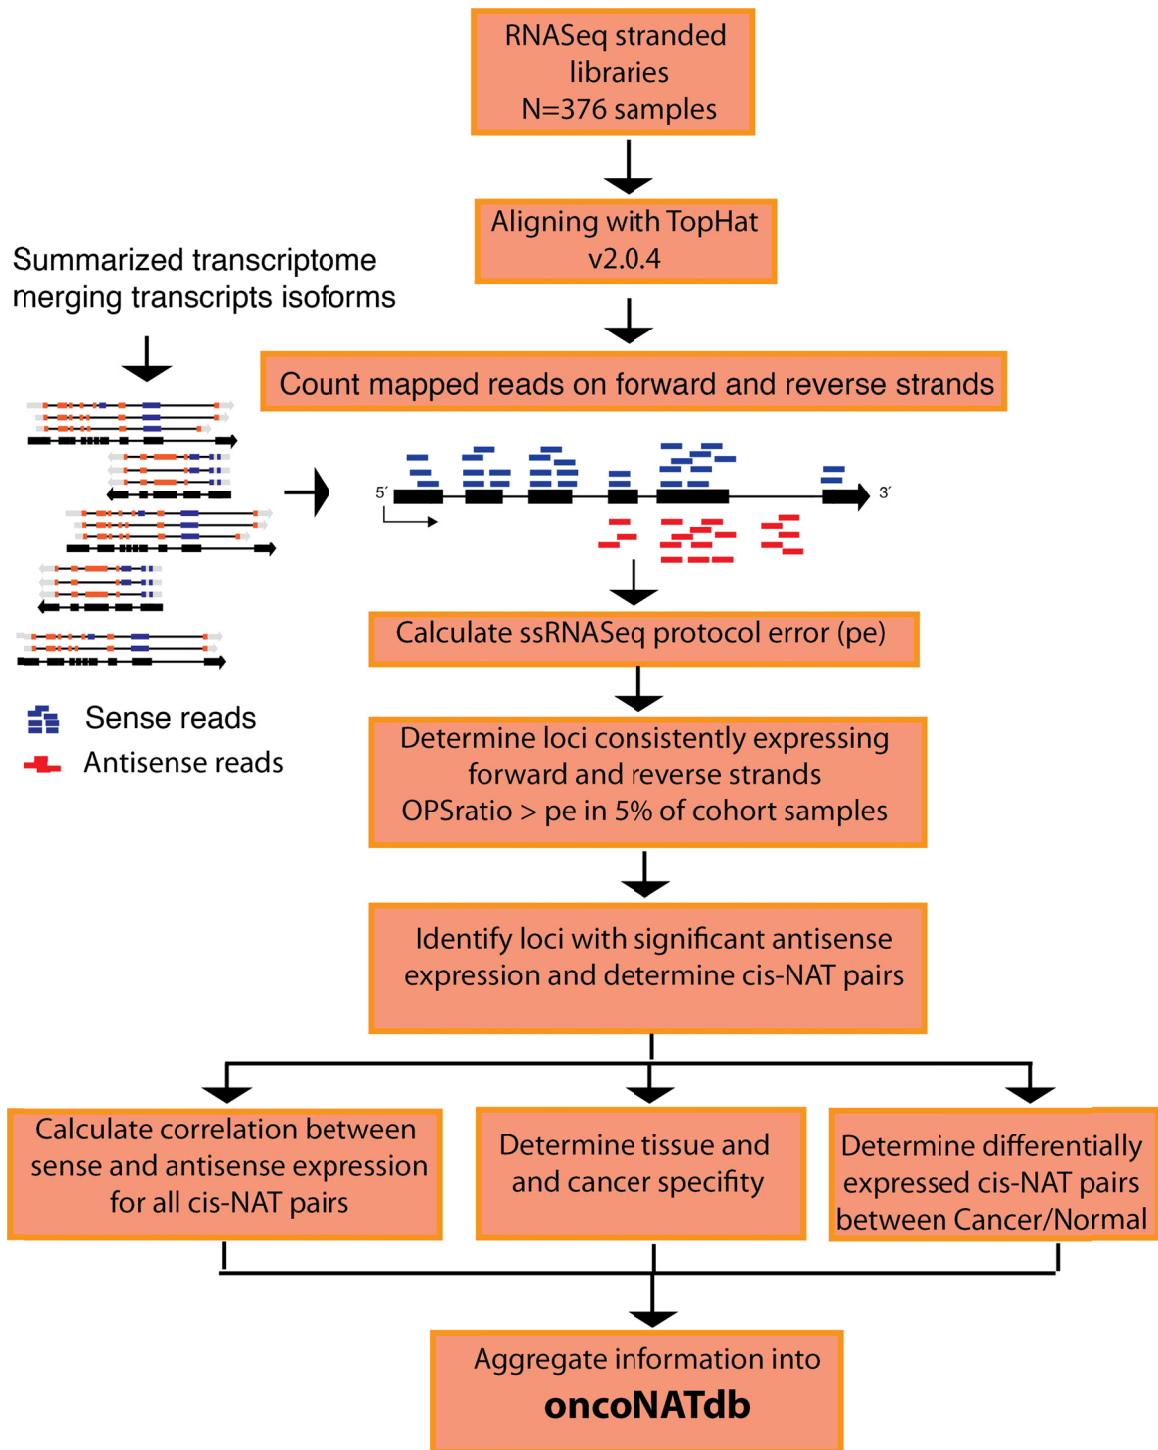 RNASeq stranded
libraries
N=376 samples
Aligning with TopHat
v2.0.4
Summarized transcriptome
merging transcripts isoforms
Count mapped reads on forward and reverse strands
5´
3´
Calculate ssRNASeq protocol error (pe)
Sense reads
Antisense reads
Determine loci consistently expressing
forward and reverse strands
OPSratio > pe in 5% of cohort samples
Identify loci with significant antisense
expression and determine cis-NAT pairs
Calculate correlation between
sense and antisense expression
for all cis-NAT pairs
Determine tissue and
and cancer specifity
Determine differentially
expressed cis-NAT pairs
between Cancer/Normal
Aggregate information into
oncoNATdb